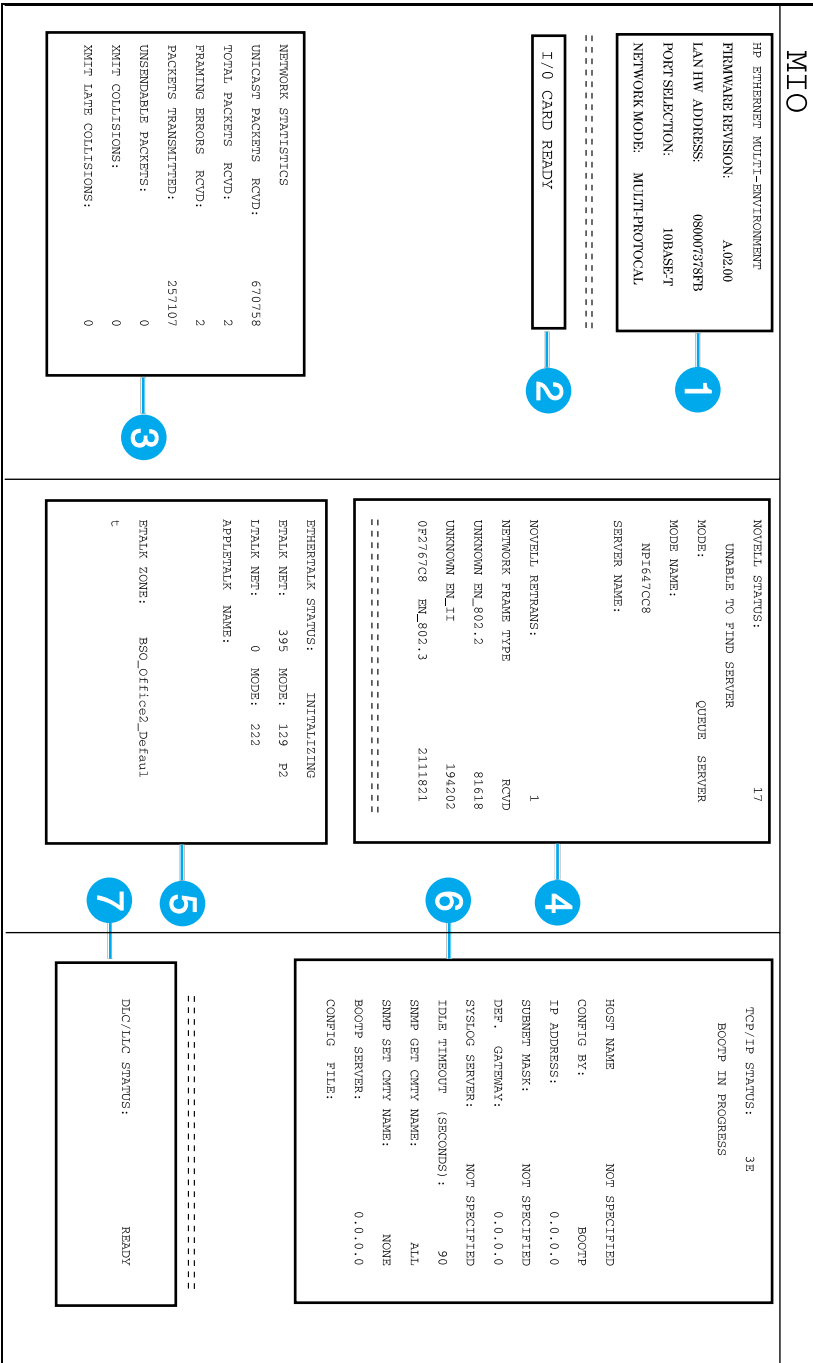 MIO
HP ETHERNET MULTI-ENVIRONMENT
FIRMWARE REVISION: A.02.00
LAN HW ADDRESS: 080007378FB
PORT SELECTION: 10BASE-T
NETWORK MODE: MULTI-PROTOCAL
1
I/O CARD READY
2
NETWORK STATISTICS
UNICAST PACKETS RCVD: 670758
TOTAL PACKETS RCVD: 2
FRAMING ERRORS RCVD: 2
PACKETS TRANSMITTED: 257107
UNSENDABLE PACKETS: 0
XMIT COLLISIONS: 0
XMIT LATE COLLISIONS: 0
3
NOVELL STATUS: 17
UNABLE TO FIND SERVER
MODE: QUEUE SERVER
MODE NAME:
NPI647CC8
SERVER NAME:
NOVELL RETRANS: 1
NETWORK FRAME TYPE RCVD
UNKNOWN EN_802.2 81618
UNKNOWN EN_II 194202
0F2767C8 EN_802.3 2111821
4
ETHERTALK STATUS: INITALIZING
ETALK NET: 395 MODE: 129 P2
LTALK NET: 0 MODE: 222
APPLETALK NAME:
ETALK ZONE: BSO_Office2_Defaul
t
5
TCP/IP STATUS: 3E
BOOTP IN PROGRESS
HOST NAME NOT SPECIFIED
CONFIG BY: BOOTP
IP ADDRESS: 0.0.0.0
SUBNET MASK: NOT SPECIFIED
DEF. GATEWAY: 0.0.0.0
SYSLOG SERVER: NOT SPECIFIED
IDLE TIMEOUT (SECONDS): 90
SNMP GET CMTY NAME: ALL
SNMP SET CMTY NAME: NONE
BOOTP SERVER: 0.0.0.0
CONFIG FILE:
6
DLC/LLC STATUS: READY
7